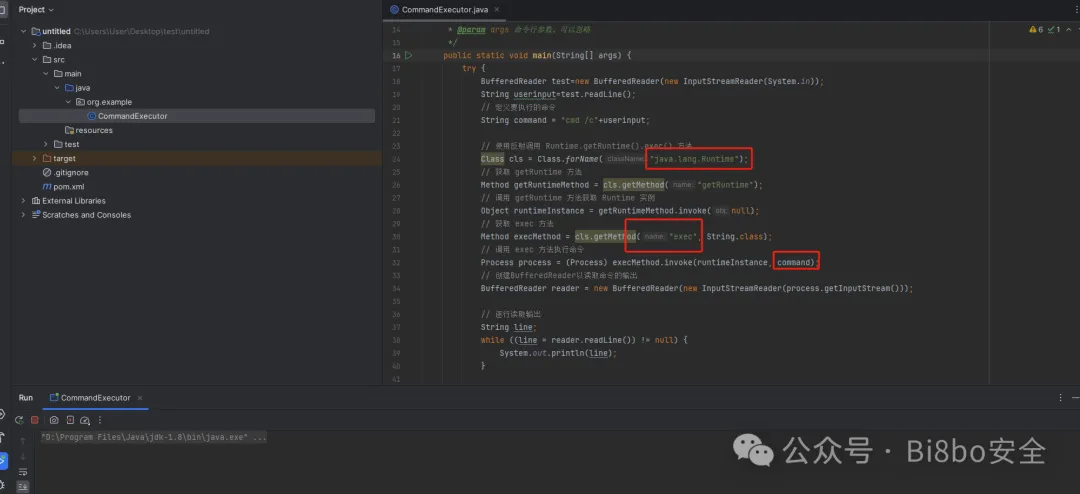 Project
CommandExecutor.java
untitled C:\Users\User\Desktop\test\untitled
.idea
src
main
java
org.example
CommandExecutor
resources
test
target
.gitignore
pom.xml
External Libraries
Scratches and Consoles
6 1
14 * @param args 命令行参数，可以忽略
15 */
16 public static void main(String[] args) {
17 try {
18 BufferedReader test=new BufferedReader(new InputStreamReader(System.in));
19 String userinput=test.readLine();
20 // 定义要执行的命令
21 String command = "cmd /c"+userinput;
22
23 // 使用反射调用 Runtime.getRuntime().exec() 方法
24 Class cls = Class.forName( className: "java.lang.Runtime");
25 // 获取 getRuntime 方法
26 Method getRuntimeMethod = cls.getMethod( name: "getRuntime");
27 // 调用 getRuntime 方法获取 Runtime 实例
28 Object runtimeInstance = getRuntimeMethod.invoke( obj: null);
29 // 获取 exec 方法
30 Method execMethod = cls.getMethod( name: "exec", String.class);
31 // 调用 exec 方法执行命令
32 Process process = (Process) execMethod.invoke(runtimeInstance, command);
33 // 创建BufferedReader以读取命令的输出
34 BufferedReader reader = new BufferedReader(new InputStreamReader(process.getInputStream()));
35
36 // 逐行读取输出
37 String line;
38 while ((line = reader.readLine()) != null) {
39 System.out.println(line);
40 }
41
Run CommandExecutor
"D:\Program Files\Java\jdk-1.8\bin\java.exe" ...
公众号 · Bi8bo安全